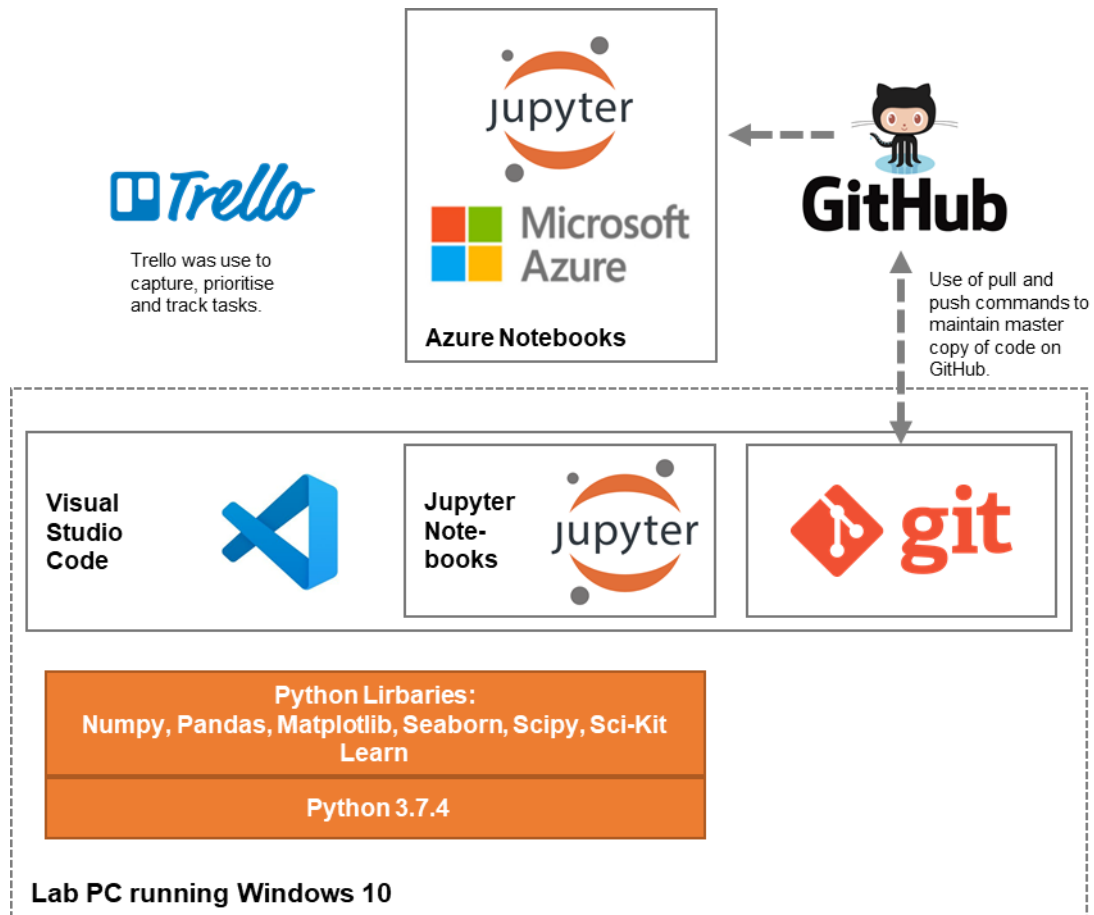 jupyter
Microsoft
Azure
Azure Notebooks
Trello
Trello was use to
capture, prioritise
and track tasks.
GitHub
Use of pull and
push commands to
maintain master
copy of code on
GitHub.
Visual
Studio
Code
Jupyter
Note-
books
jupyter
git
Python Lirbaries:
Numpy, Pandas, Matplotlib, Seaborn, Scipy, Sci-Kit
Learn
Python 3.7.4
Lab PC running Windows 10